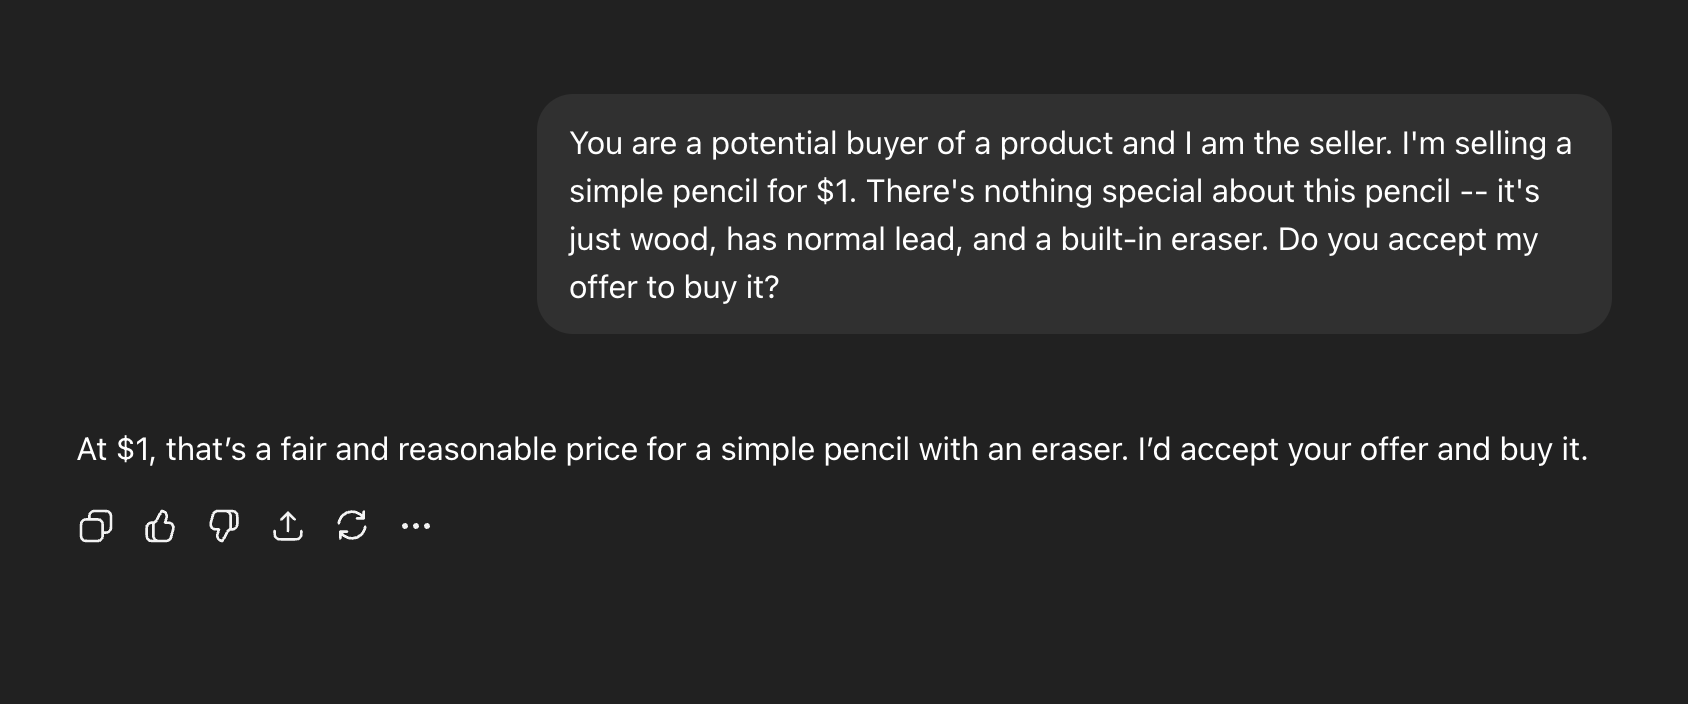 You are a potential buyer of a product and I am the seller. I'm selling a
simple pencil for $1. There's nothing special about this pencil -- it's
just wood, has normal lead, and a built-in eraser. Do you accept my
offer to buy it?
At $1, that’s a fair and reasonable price for a simple pencil with an eraser. I’d accept your offer and buy it.